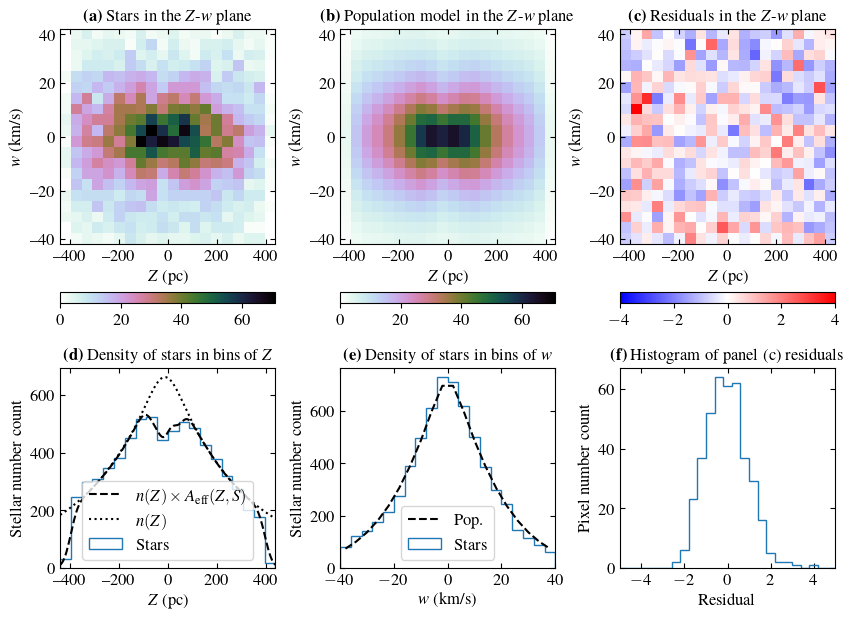 (a) Stars in the Z-w plane
(b) Population model in the Z-w plane
(c) Residuals in the Z-w plane
40
20
0
−20
−40
w (km/s)
−400 −200 0 200 400
Z (pc)
0 20 40 60
40
20
0
−20
−40
w (km/s)
−400 −200 0 200 400
Z (pc)
0 20 40 60
40
20
0
−20
−40
w (km/s)
−400 −200 0 200 400
Z (pc)
−4 −2 0 2 4
(d) Density of stars in bins of Z
(e) Density of stars in bins of w
(f) Histogram of panel (c) residuals
600
400
200
0
Stellar number count
n(Z) × A_eff(Z, S)
n(Z)
Stars
−400 −200 0 200 400
Z (pc)
600
400
200
0
Stellar number count
Pop.
Stars
−40 −20 0 20 40
w (km/s)
60
40
20
0
Pixel number count
−4 −2 0 2 4
Residual